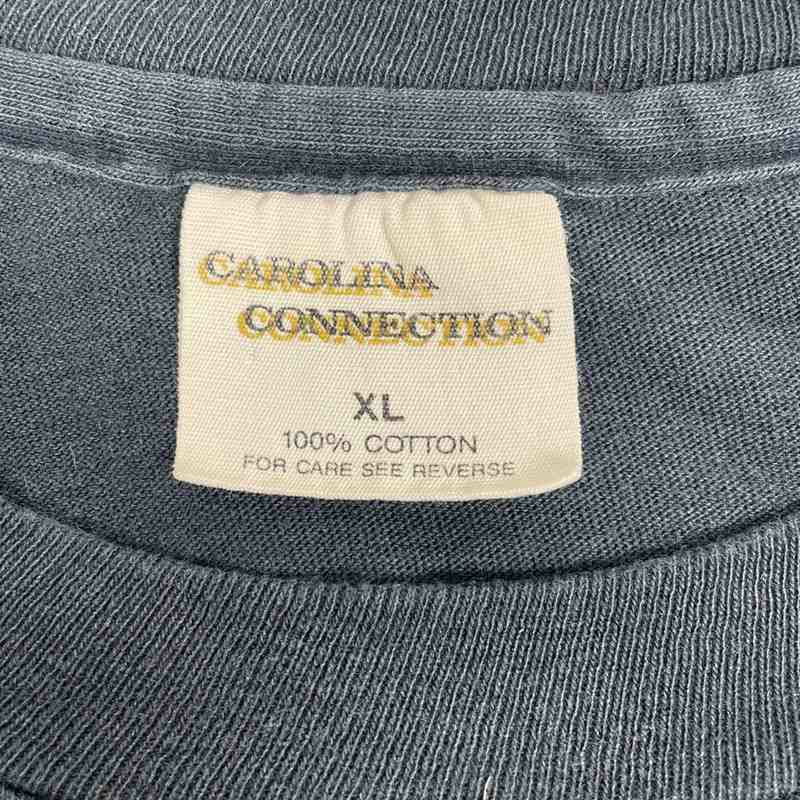 CAROLINA
CONNECTION
XL
100% COTTON
FOR CARE SEE REVERSE